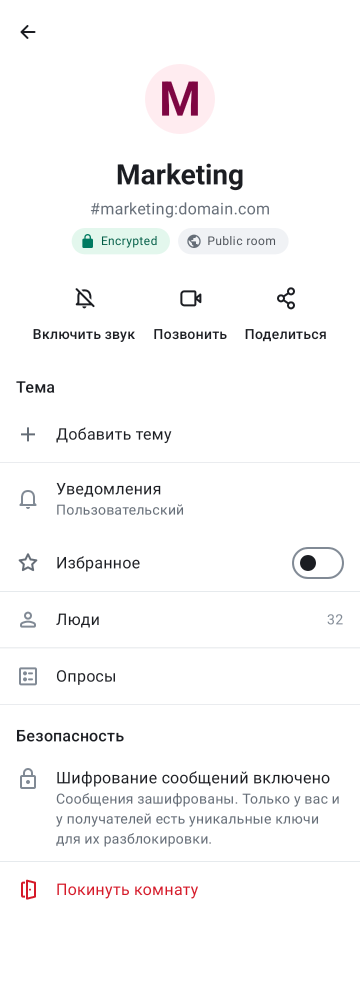 M
Marketing
#marketing:domain.com
Encrypted
Public room
Включить звук
Позвонить
Поделиться
Тема
Добавить тему
Уведомления
Пользовательский
Избранное
Люди
32
Опросы
Безопасность
Шифрование сообщений включено
Сообщения зашифрованы. Только у вас и
у получателей есть уникальные ключи
для их разблокировки.
Покинуть комнату